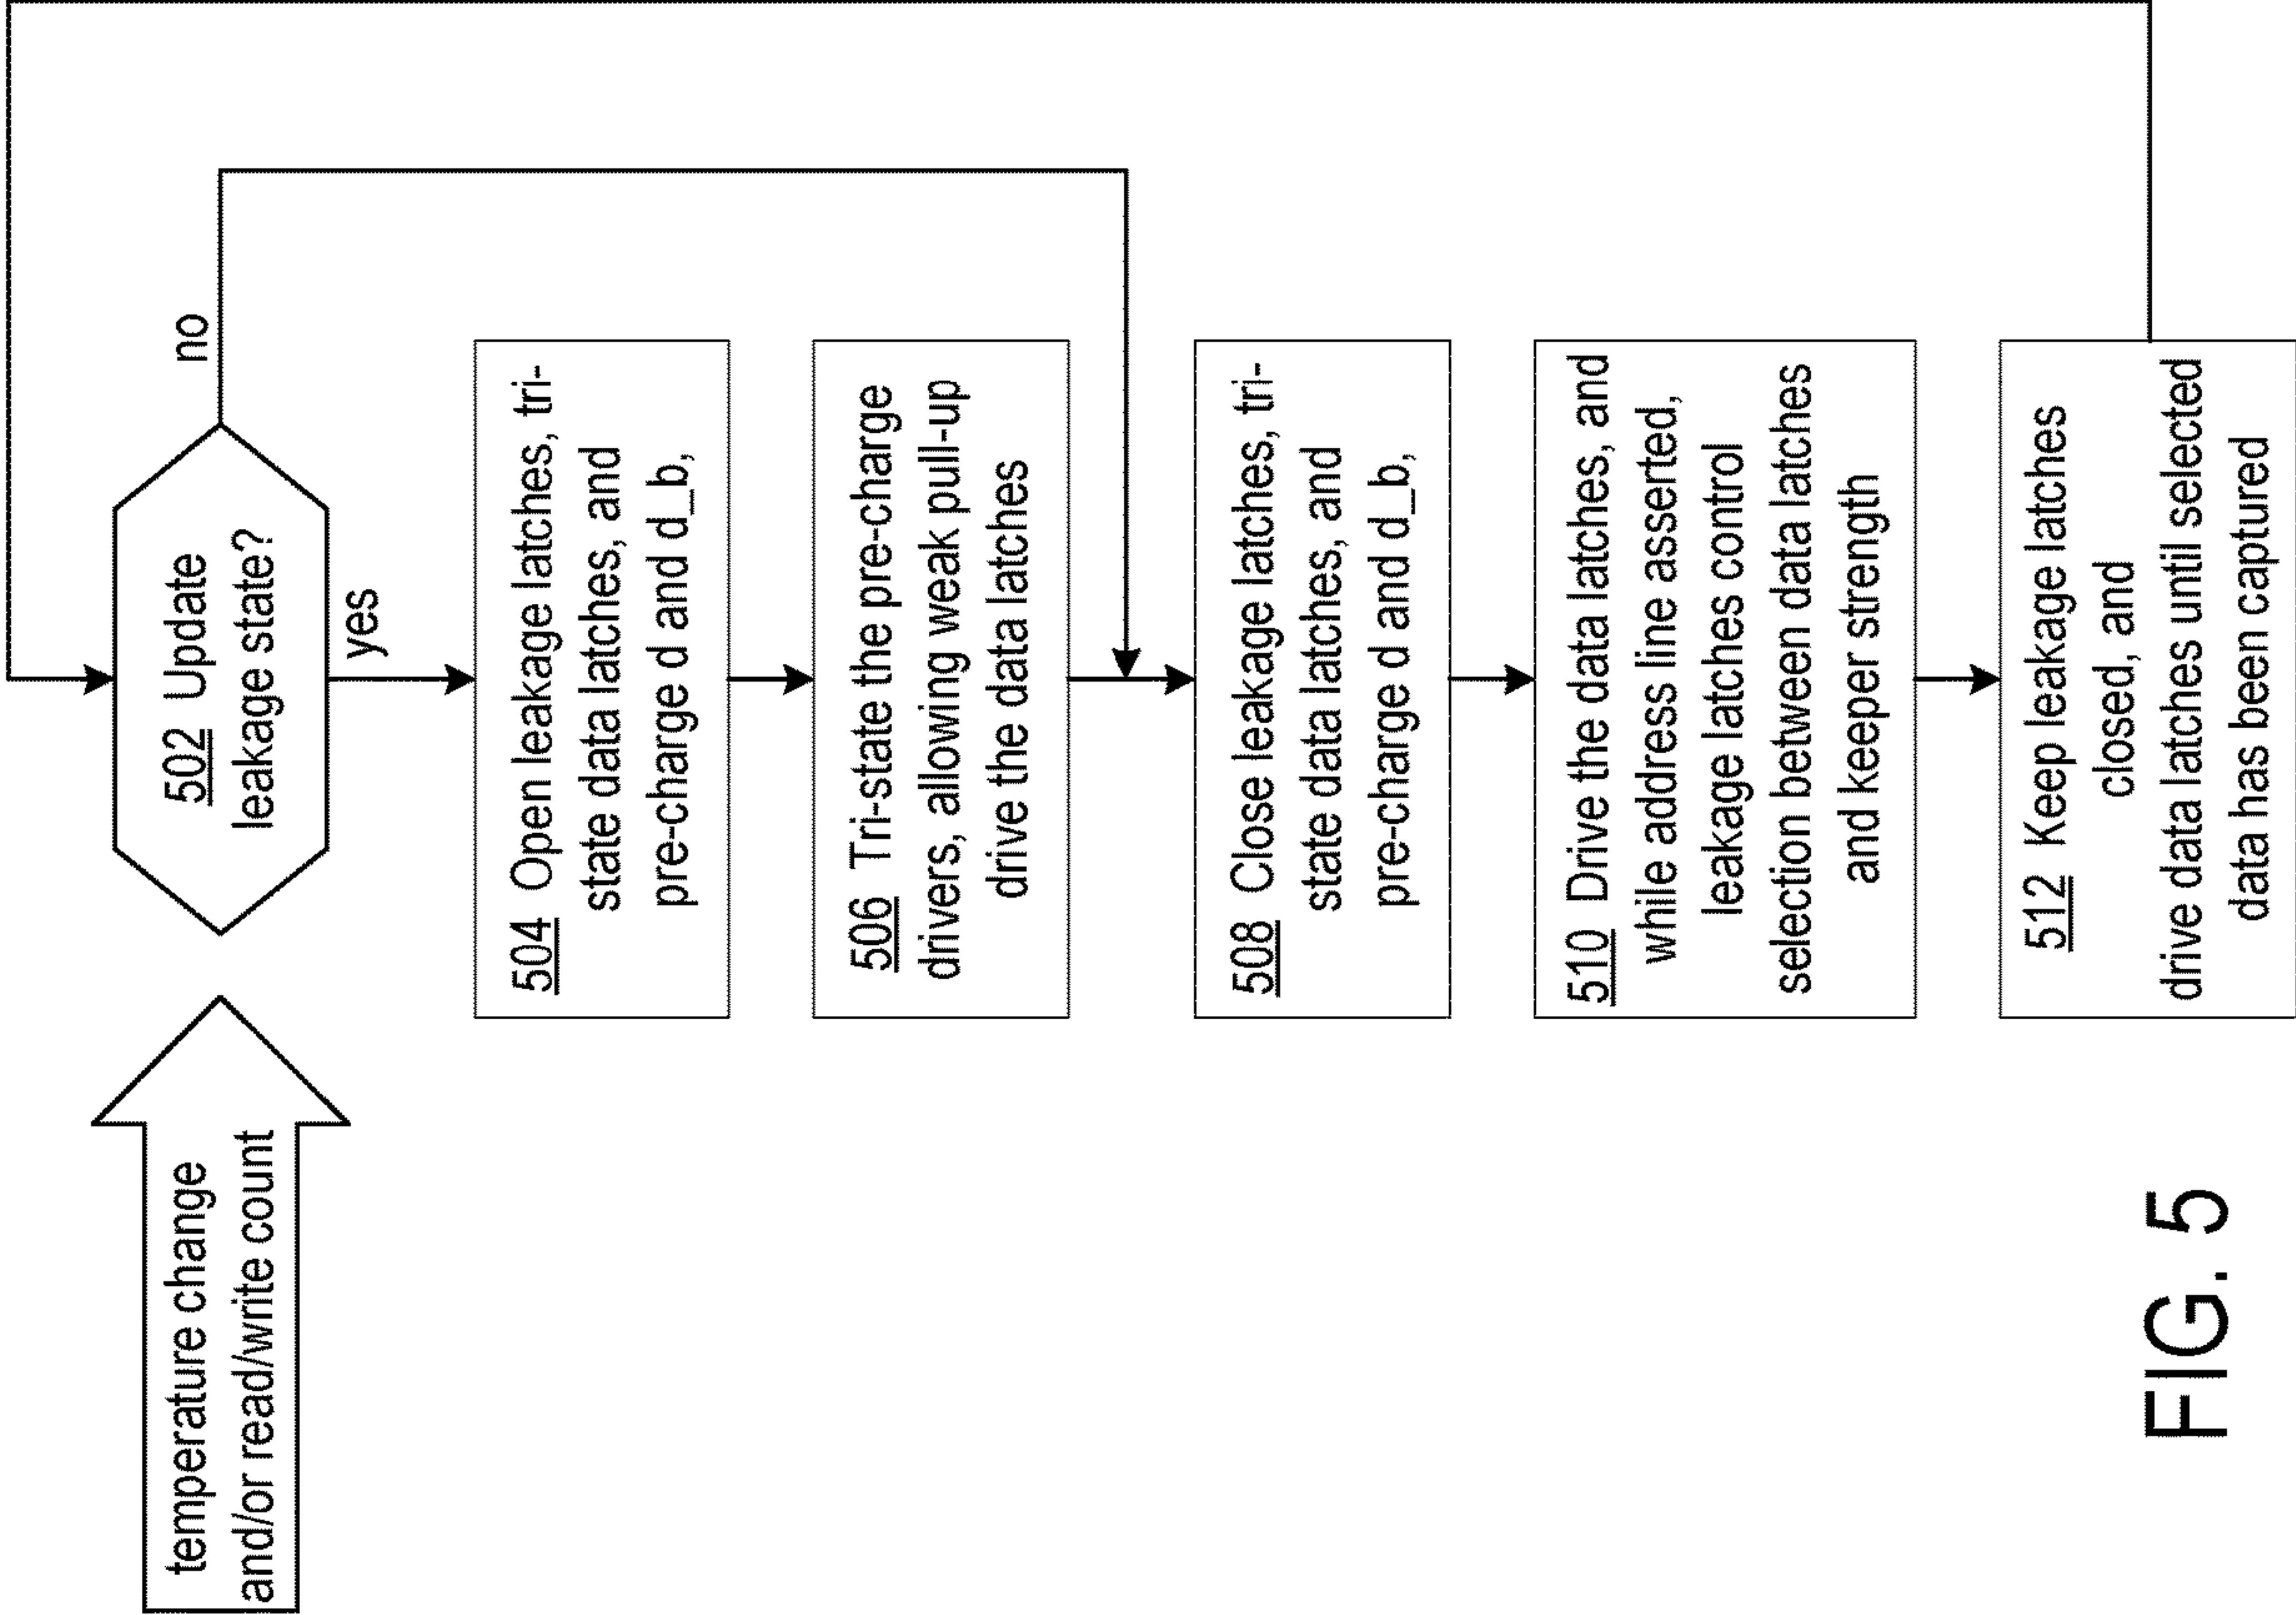 temperature change
and/or read/write count
502 Update
leakage state?
no
yes
504 Open leakage latches, tri-
state data latches, and
pre-charge d and d_b,
506 Tri-state the pre-charge
drivers, allowing weak pull-up
drive the data latches
508 Close leakage latches, tri-
state data latches, and
pre-charge d and d_b,
510 Drive the data latches, and
while address line asserted,
leakage latches control
selection between data latches
and keeper strength
512 Keep leakage latches
closed, and
drive data latches until selected
data has been captured
FIG. 5